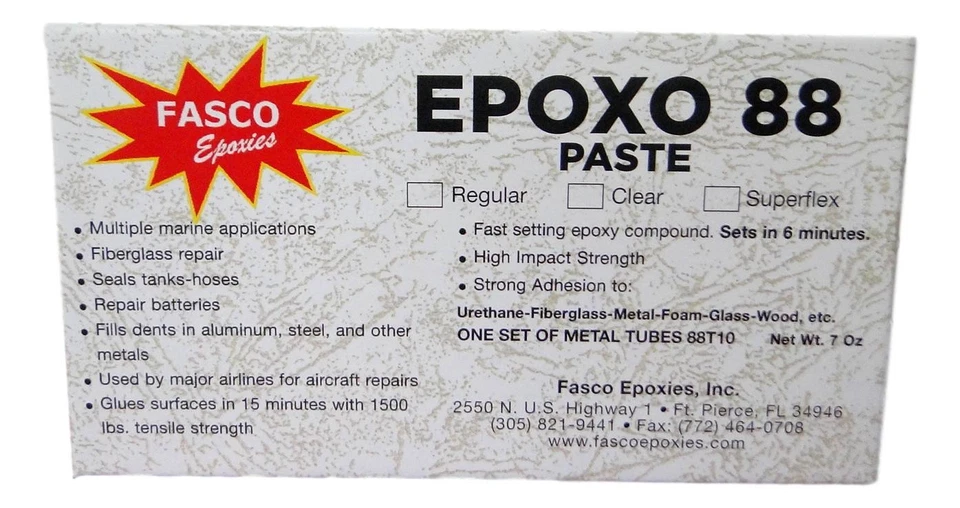 FASCO
Epoxies
EPOXO 88
PASTE
Regular
Clear
Superflex
• Multiple marine applications
• Fiberglass repair
• Seals tanks-hoses
• Repair batteries
• Fills dents in aluminum, steel, and other
metals
• Used by major airlines for aircraft repairs
• Glues surfaces in 15 minutes with 1500
lbs. tensile strength
• Fast setting epoxy compound. Sets in 6 minutes.
• High Impact Strength
• Strong Adhesion to:
Urethane-Fiberglass-Metal-Foam-Glass-Wood, etc.
ONE SET OF METAL TUBES 88T10 Net Wt. 7 Oz
Fasco Epoxies, Inc.
2550 N. U.S. Highway 1 • Ft. Pierce, FL 34946
(305) 821-9441 • Fax: (772) 464-0708
www.fascoepoxies.com